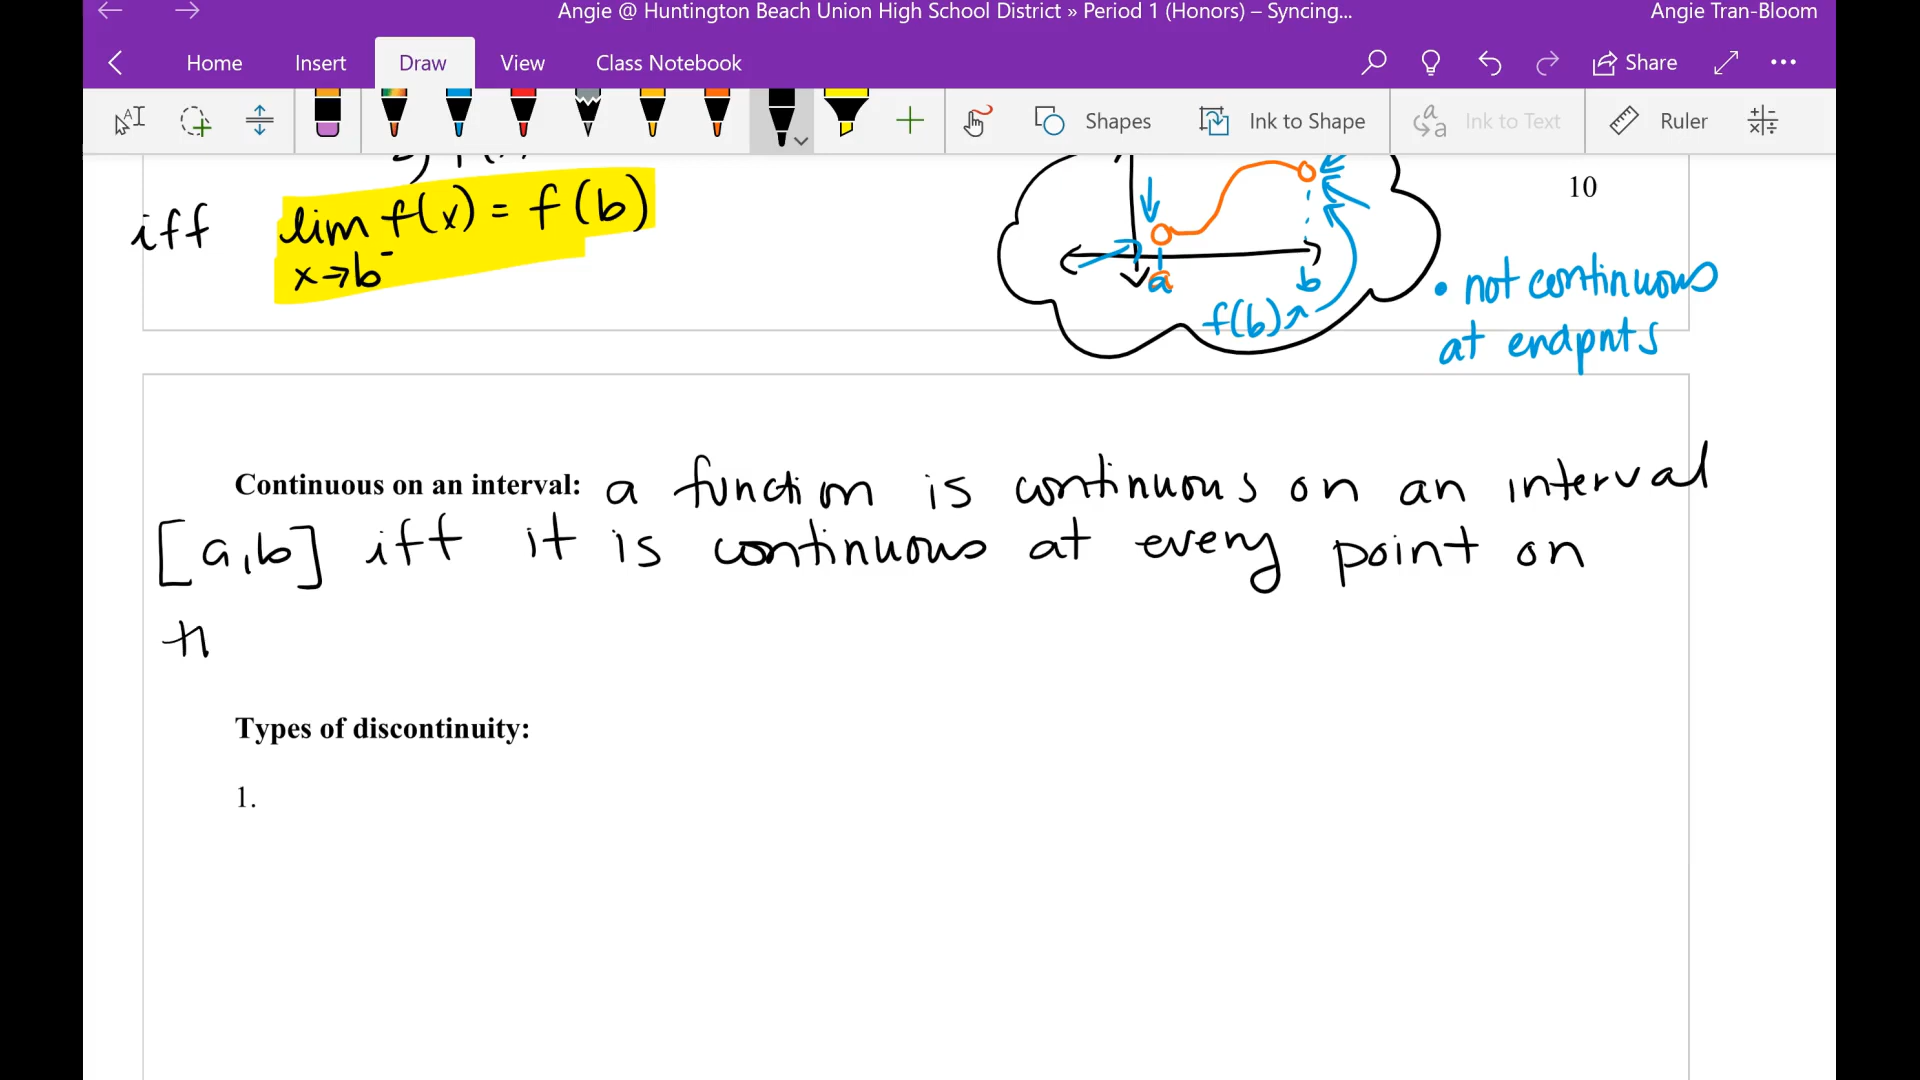 Angie @ Huntington Beach Union High School District » Period 1 (Honors) – Syncing...
Angie Tran-Bloom
Home Insert Draw View Class Notebook Share
Shapes Ink to Shape Ink to Text Ruler
10
iff lim f(x) = f(b)
x→b⁻
a b
f(b)
• not continuous
at endpnts
Continuous on an interval: a function is continuous on an interval
[a,b] iff it is continuous at every point on
th
Types of discontinuity:
1.